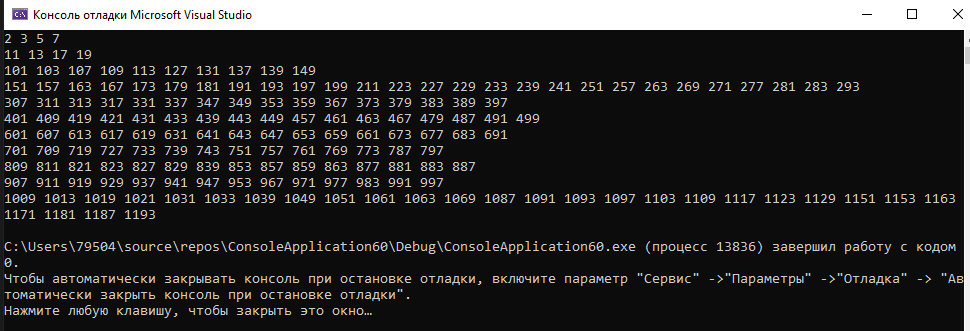 Консоль отладки Microsoft Visual Studio
2 3 5 7
11 13 17 19
101 103 107 109 113 127 131 137 139 149
151 157 163 167 173 179 181 191 193 197 199 211 223 227 229 233 239 241 251 257 263 269 271 277 281 283 293
307 311 313 317 331 337 347 349 353 359 367 373 379 383 389 397
401 409 419 421 431 433 439 443 449 457 461 463 467 479 487 491 499
601 607 613 617 619 631 641 643 647 653 659 661 673 677 683 691
701 709 719 727 733 739 743 751 757 761 769 773 787 797
809 811 821 823 827 829 839 853 857 859 863 877 881 883 887
907 911 919 929 937 941 947 953 967 971 977 983 991 997
1009 1013 1019 1021 1031 1033 1039 1049 1051 1061 1063 1069 1087 1091 1093 1097 1103 1109 1117 1123 1129 1151 1153 1163
1171 1181 1187 1193
C:\Users\79504\source\repos\ConsoleApplication60\Debug\ConsoleApplication60.exe (процесс 13836) завершил работу с кодом
0.
Чтобы автоматически закрывать консоль при остановке отладки, включите параметр "Сервис" ->"Параметры" ->"Отладка" -> "Ав
томатически закрыть консоль при остановке отладки".
Нажмите любую клавишу, чтобы закрыть это окно…